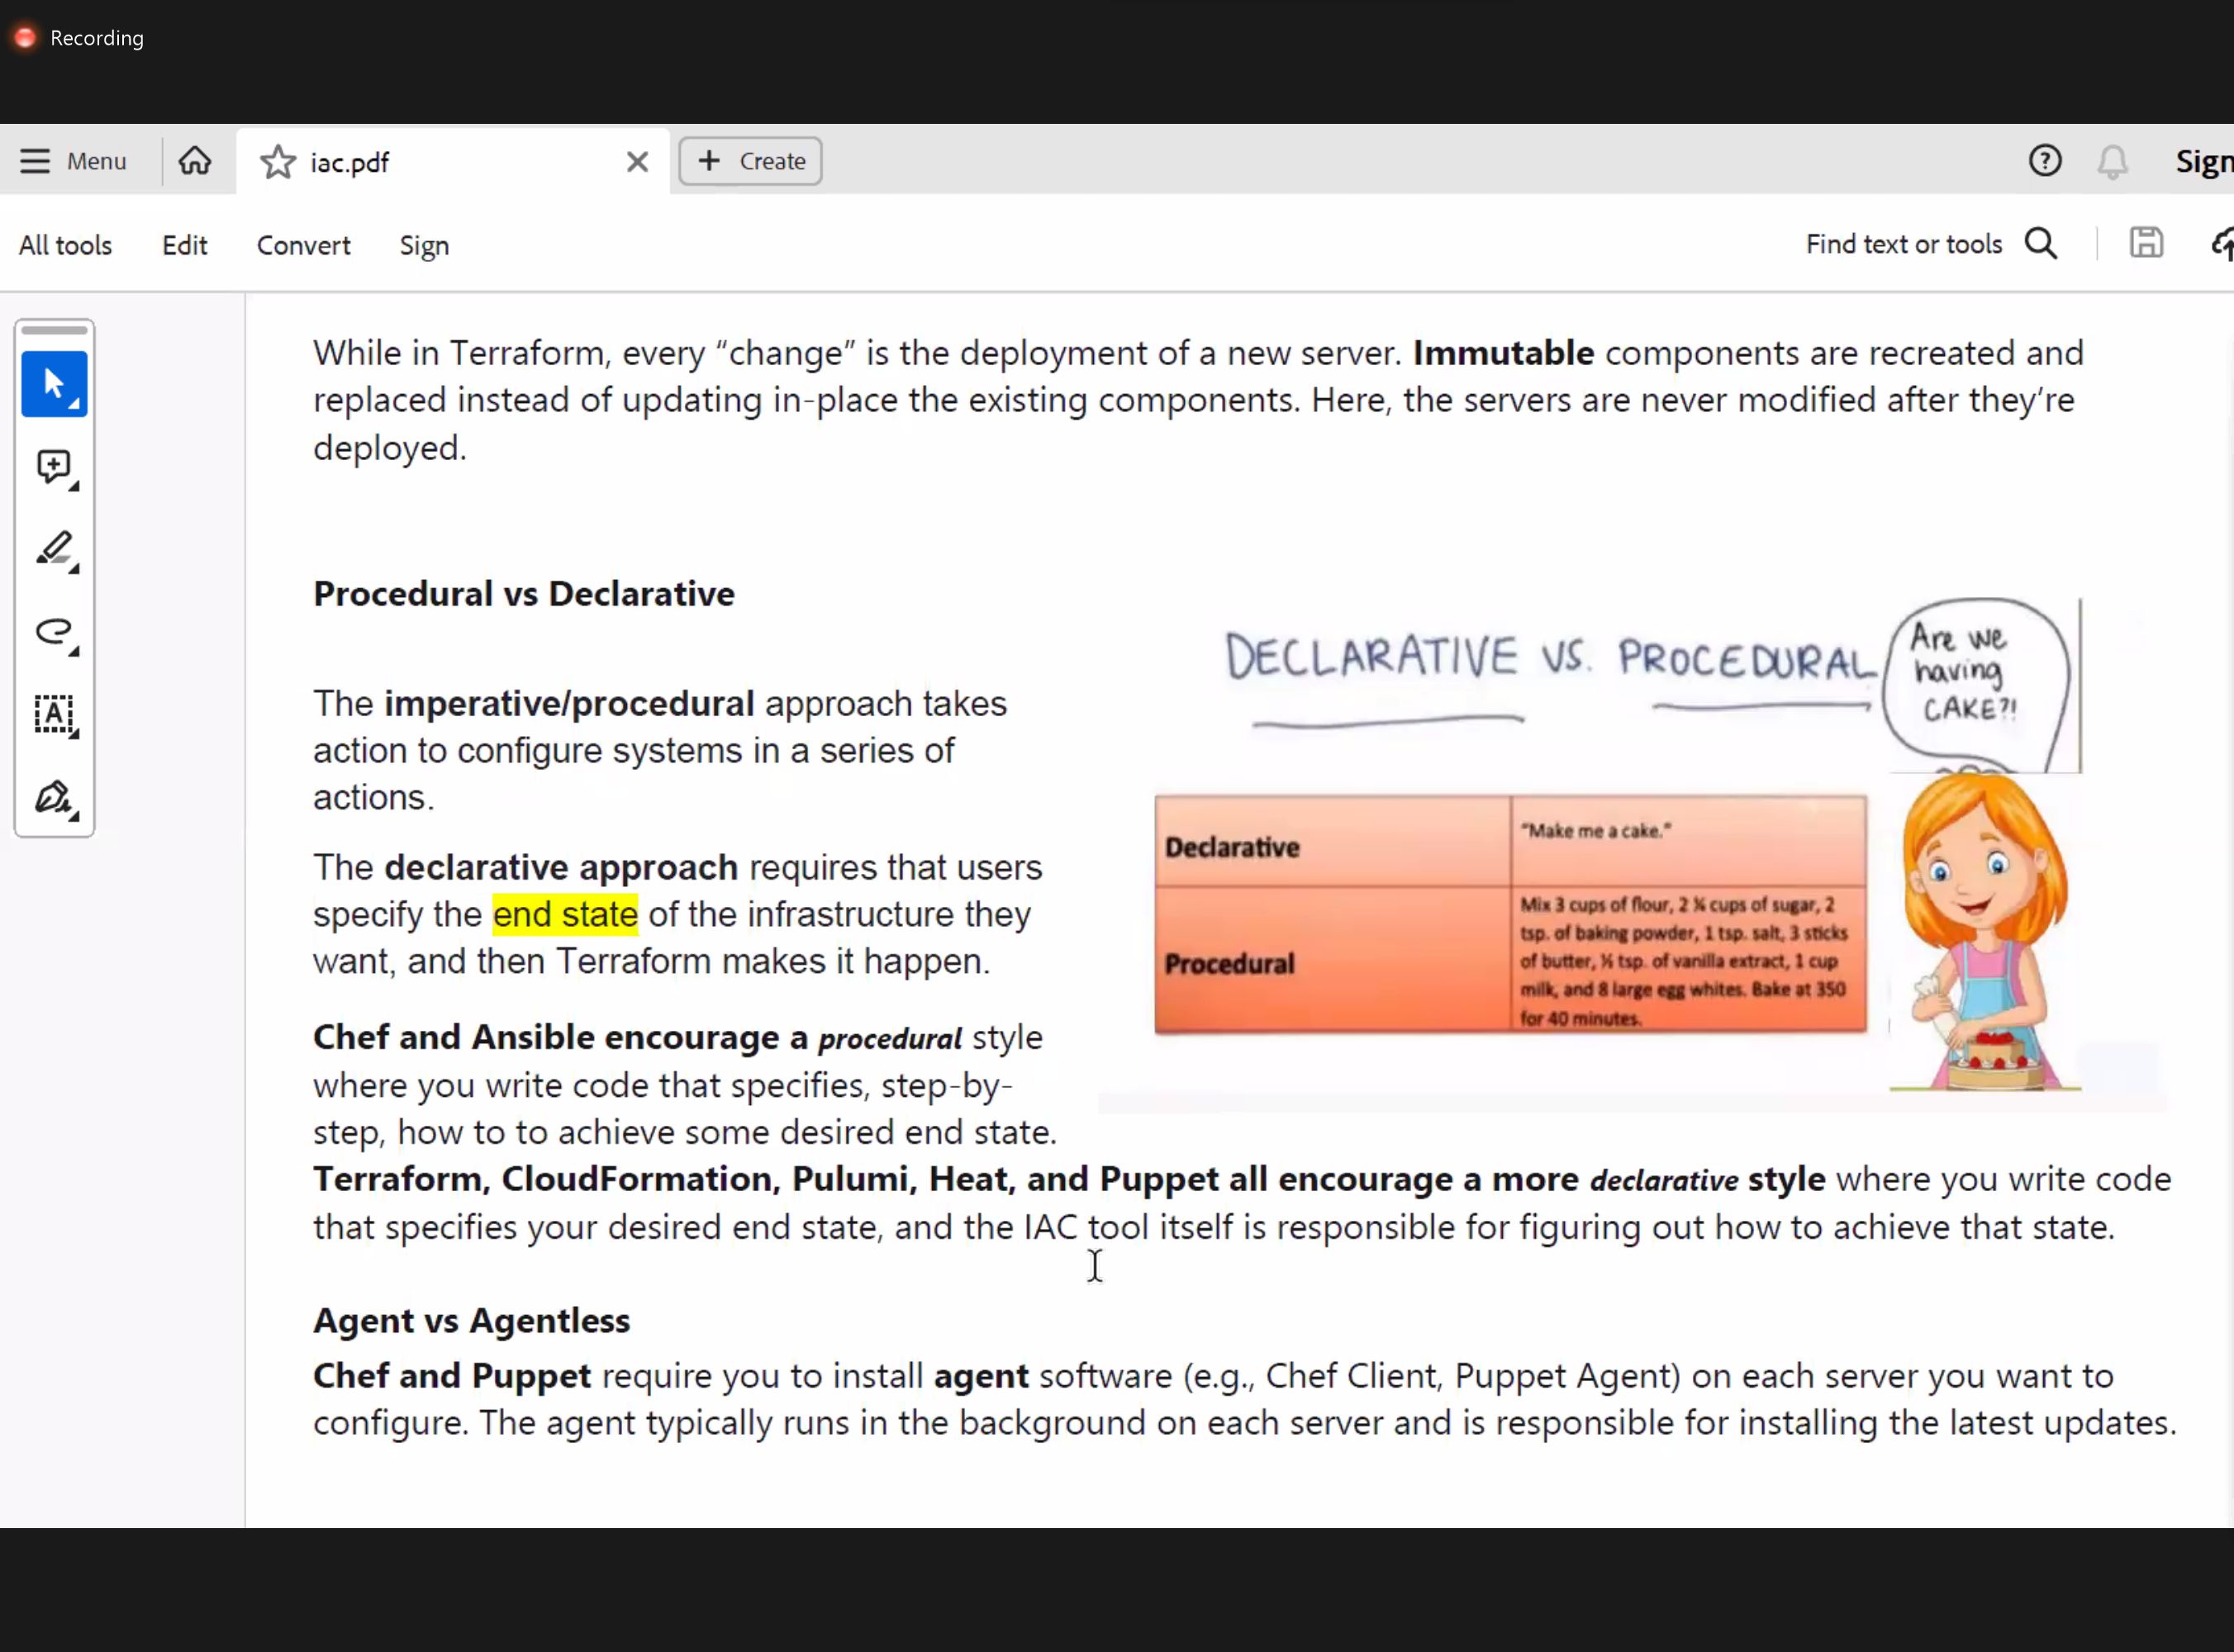 Recording
Menu
iac.pdf
Create
Sign
All tools
Edit
Convert
Sign
Find text or tools
While in Terraform, every “change” is the deployment of a new server. Immutable components are recreated and
replaced instead of updating in-place the existing components. Here, the servers are never modified after they’re
deployed.
Procedural vs Declarative
The imperative/procedural approach takes
action to configure systems in a series of
actions.
The declarative approach requires that users
specify the end state of the infrastructure they
want, and then Terraform makes it happen.
Chef and Ansible encourage a procedural style
where you write code that specifies, step-by-
step, how to to achieve some desired end state.
DECLARATIVE VS. PROCEDURAL
Are we
having
CAKE?!
Declarative
“Make me a cake.”
Procedural
Mix 3 cups of flour, 2 ¼ cups of sugar, 2
tsp. of baking powder, 1 tsp. salt, 3 sticks
of butter, ½ tsp. of vanilla extract, 1 cup
milk, and 8 large egg whites. Bake at 350
for 40 minutes.
Terraform, CloudFormation, Pulumi, Heat, and Puppet all encourage a more declarative style where you write code
that specifies your desired end state, and the IAC tool itself is responsible for figuring out how to achieve that state.
Agent vs Agentless
Chef and Puppet require you to install agent software (e.g., Chef Client, Puppet Agent) on each server you want to
configure. The agent typically runs in the background on each server and is responsible for installing the latest updates.